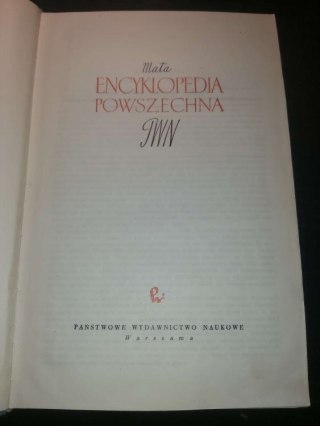 Mała
ENCYKLOPEDIA
POWSZECHNA
PWN
PAŃSTWOWE WYDAWNICTWO NAUKOWE
Warszawa